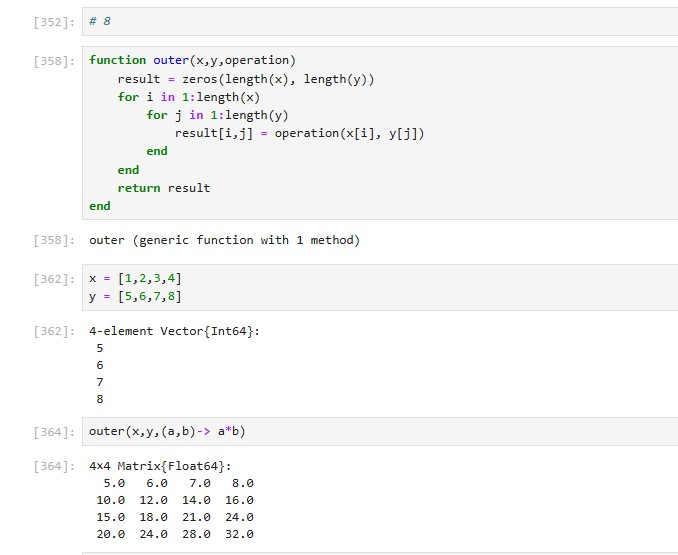 [352]: # 8
[358]: function outer(x,y,operation)
    result = zeros(length(x), length(y))
    for i in 1:length(x)
        for j in 1:length(y)
            result[i,j] = operation(x[i], y[j])
        end
    end
    return result
end
[358]: outer (generic function with 1 method)
[362]: x = [1,2,3,4]
y = [5,6,7,8]
[362]: 4-element Vector{Int64}:
 5
 6
 7
 8
[364]: outer(x,y,(a,b)-> a*b)
[364]: 4×4 Matrix{Float64}:
  5.0   6.0   7.0   8.0
 10.0  12.0  14.0  16.0
 15.0  18.0  21.0  24.0
 20.0  24.0  28.0  32.0